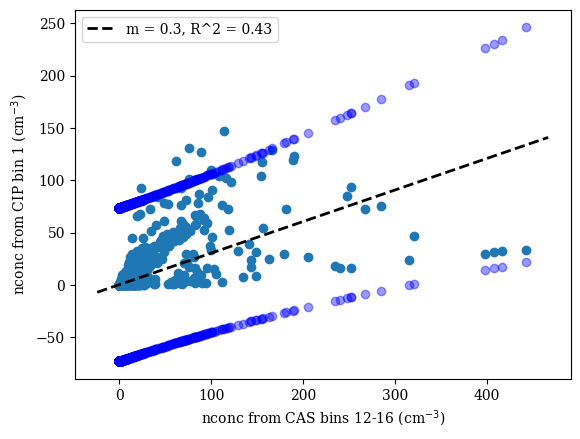 250
200
150
100
50
0
−50
nconc from CIP bin 1 (cm⁻³)
m = 0.3, R^2 = 0.43
0 100 200 300 400
nconc from CAS bins 12-16 (cm⁻³)